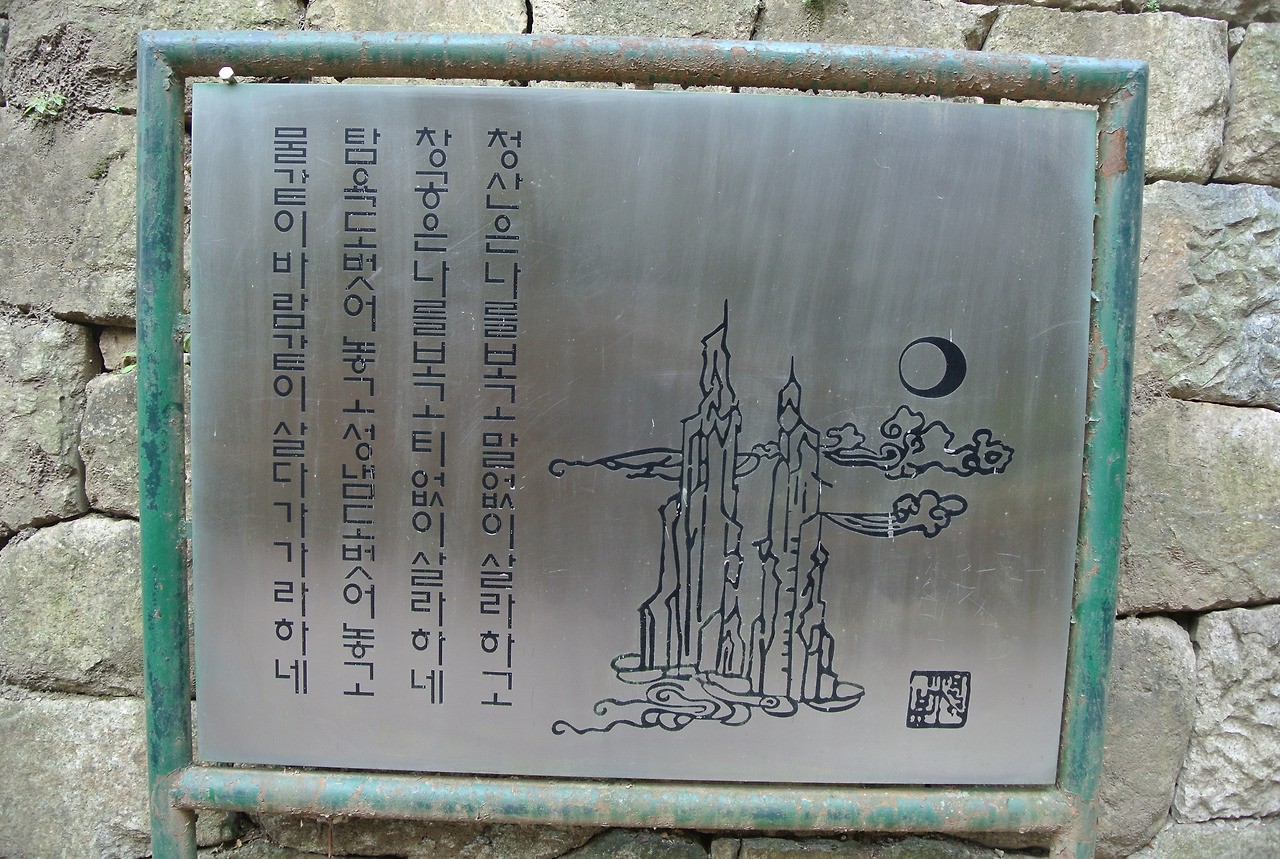 청산은 나를 보고 말없이 살라하고
창공은 나를 보고 티없이 살라하네
탐욕도 벗어 놓고 성냄도 벗어 놓고
물같이 바람같이 살다가 가라하네